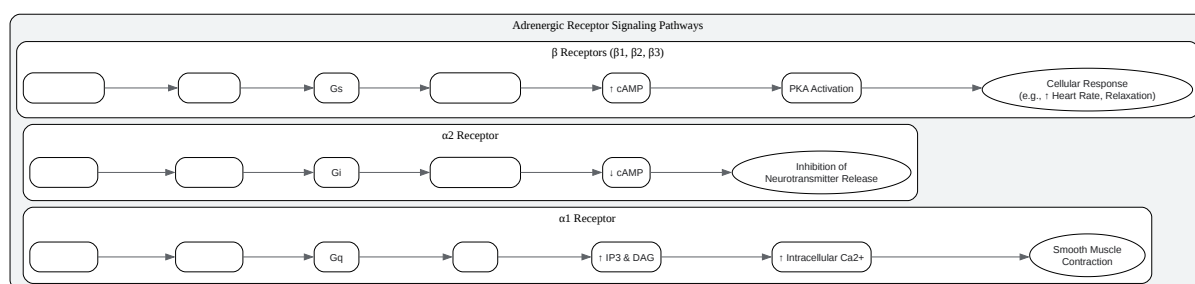 Adrenergic Receptor Signaling Pathways
β Receptors (β1, β2, β3)
Gs
↑ cAMP
PKA Activation
Cellular Response
(e.g., ↑ Heart Rate, Relaxation)
α2 Receptor
Gi
↓ cAMP
Inhibition of
Neurotransmitter Release
α1 Receptor
Gq
↑ IP3 & DAG
↑ Intracellular Ca2+
Smooth Muscle
Contraction